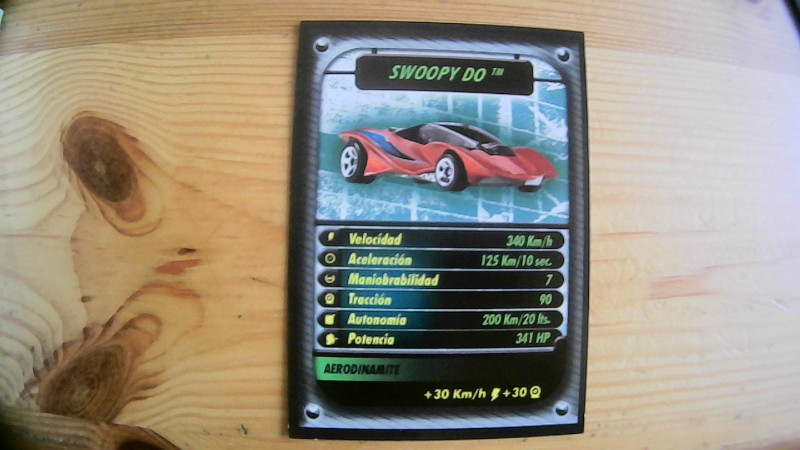 SWOOPY DO ™
Velocidad 340 Km/h
Aceleración 125 Km/10 sec.
Maniobrabilidad 7
Tracción 90
Autonomía 200 Km/20 lts.
Potencia 341 HP
AERODINAMITE
+30 Km/h +30